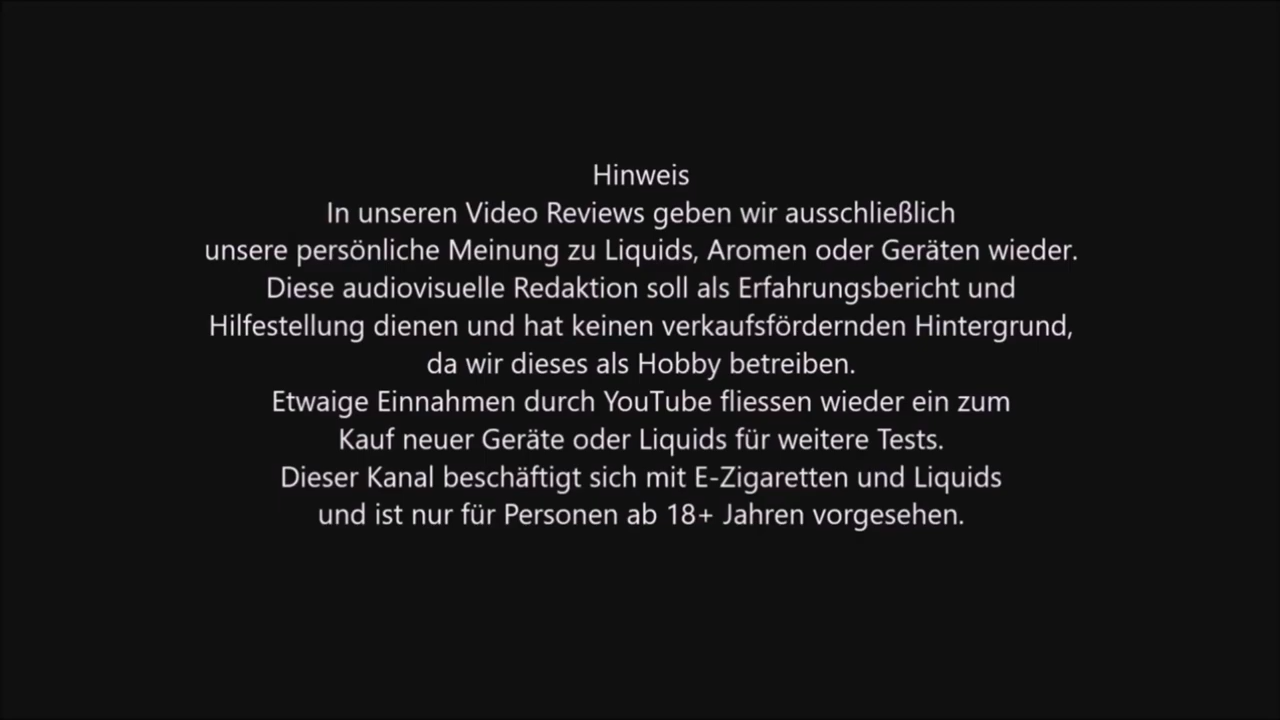 Hinweis
In unseren Video Reviews geben wir ausschließlich
unsere persönliche Meinung zu Liquids, Aromen oder Geräten wieder.
Diese audiovisuelle Redaktion soll als Erfahrungsbericht und
Hilfestellung dienen und hat keinen verkaufsfördernden Hintergrund,
da wir dieses als Hobby betreiben.
Etwaige Einnahmen durch YouTube fliessen wieder ein zum
Kauf neuer Geräte oder Liquids für weitere Tests.
Dieser Kanal beschäftigt sich mit E-Zigaretten und Liquids
und ist nur für Personen ab 18+ Jahren vorgesehen.